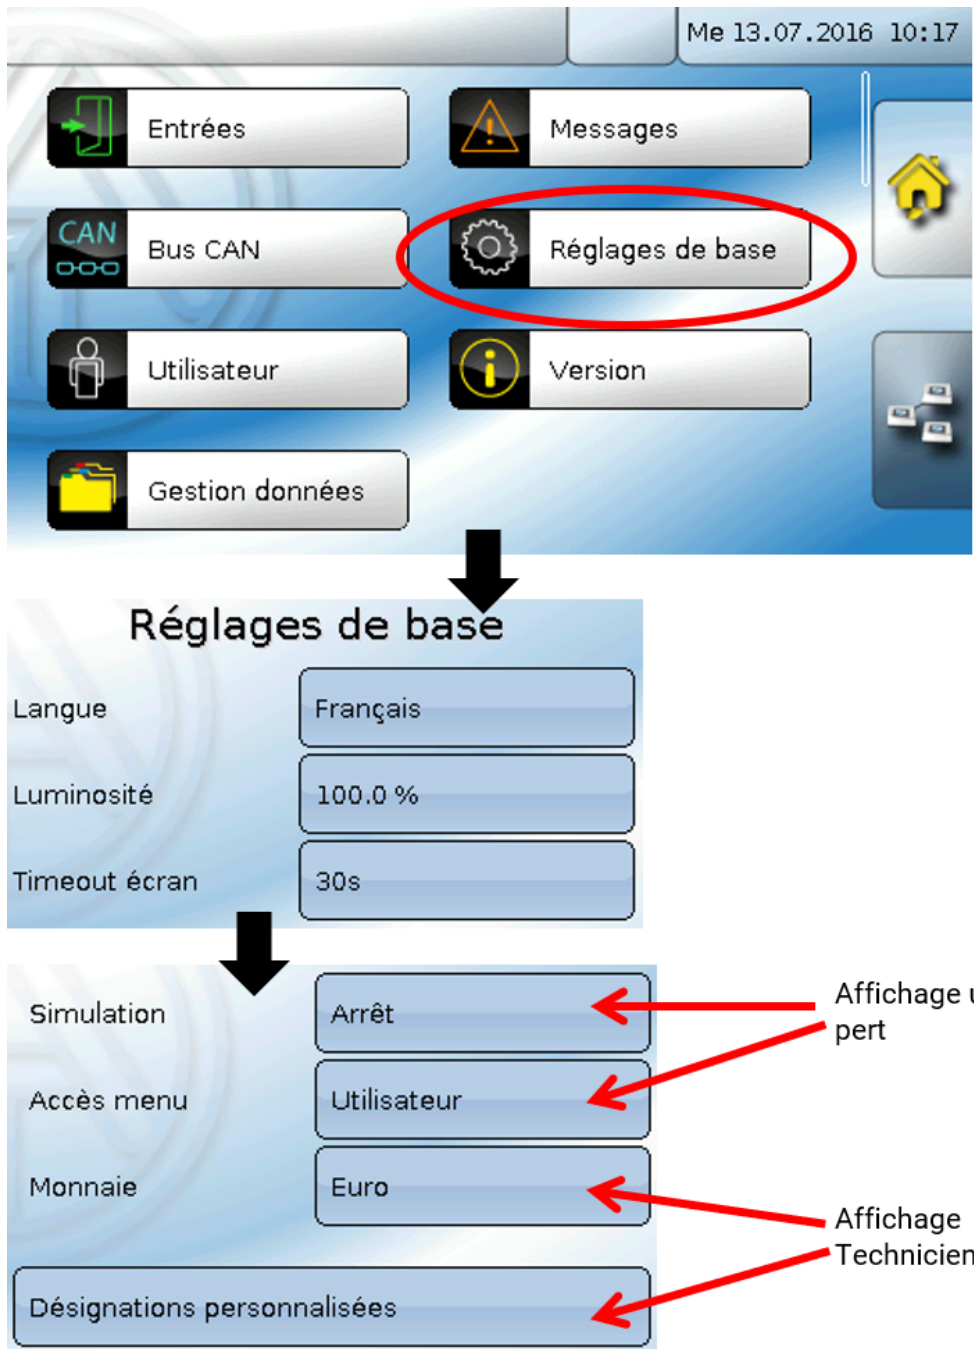 Me 13.07.2016 10:17
Entrées
Messages
CAN
Bus CAN
Réglages de base
Utilisateur
Version
Gestion données
Réglages de base
Langue
Français
Luminosité
100.0 %
Timeout écran
30s
Simulation
Arrêt
Affichage
pert
Accès menu
Utilisateur
Monnaie
Euro
Affichage
Technicien
Désignations personnalisées